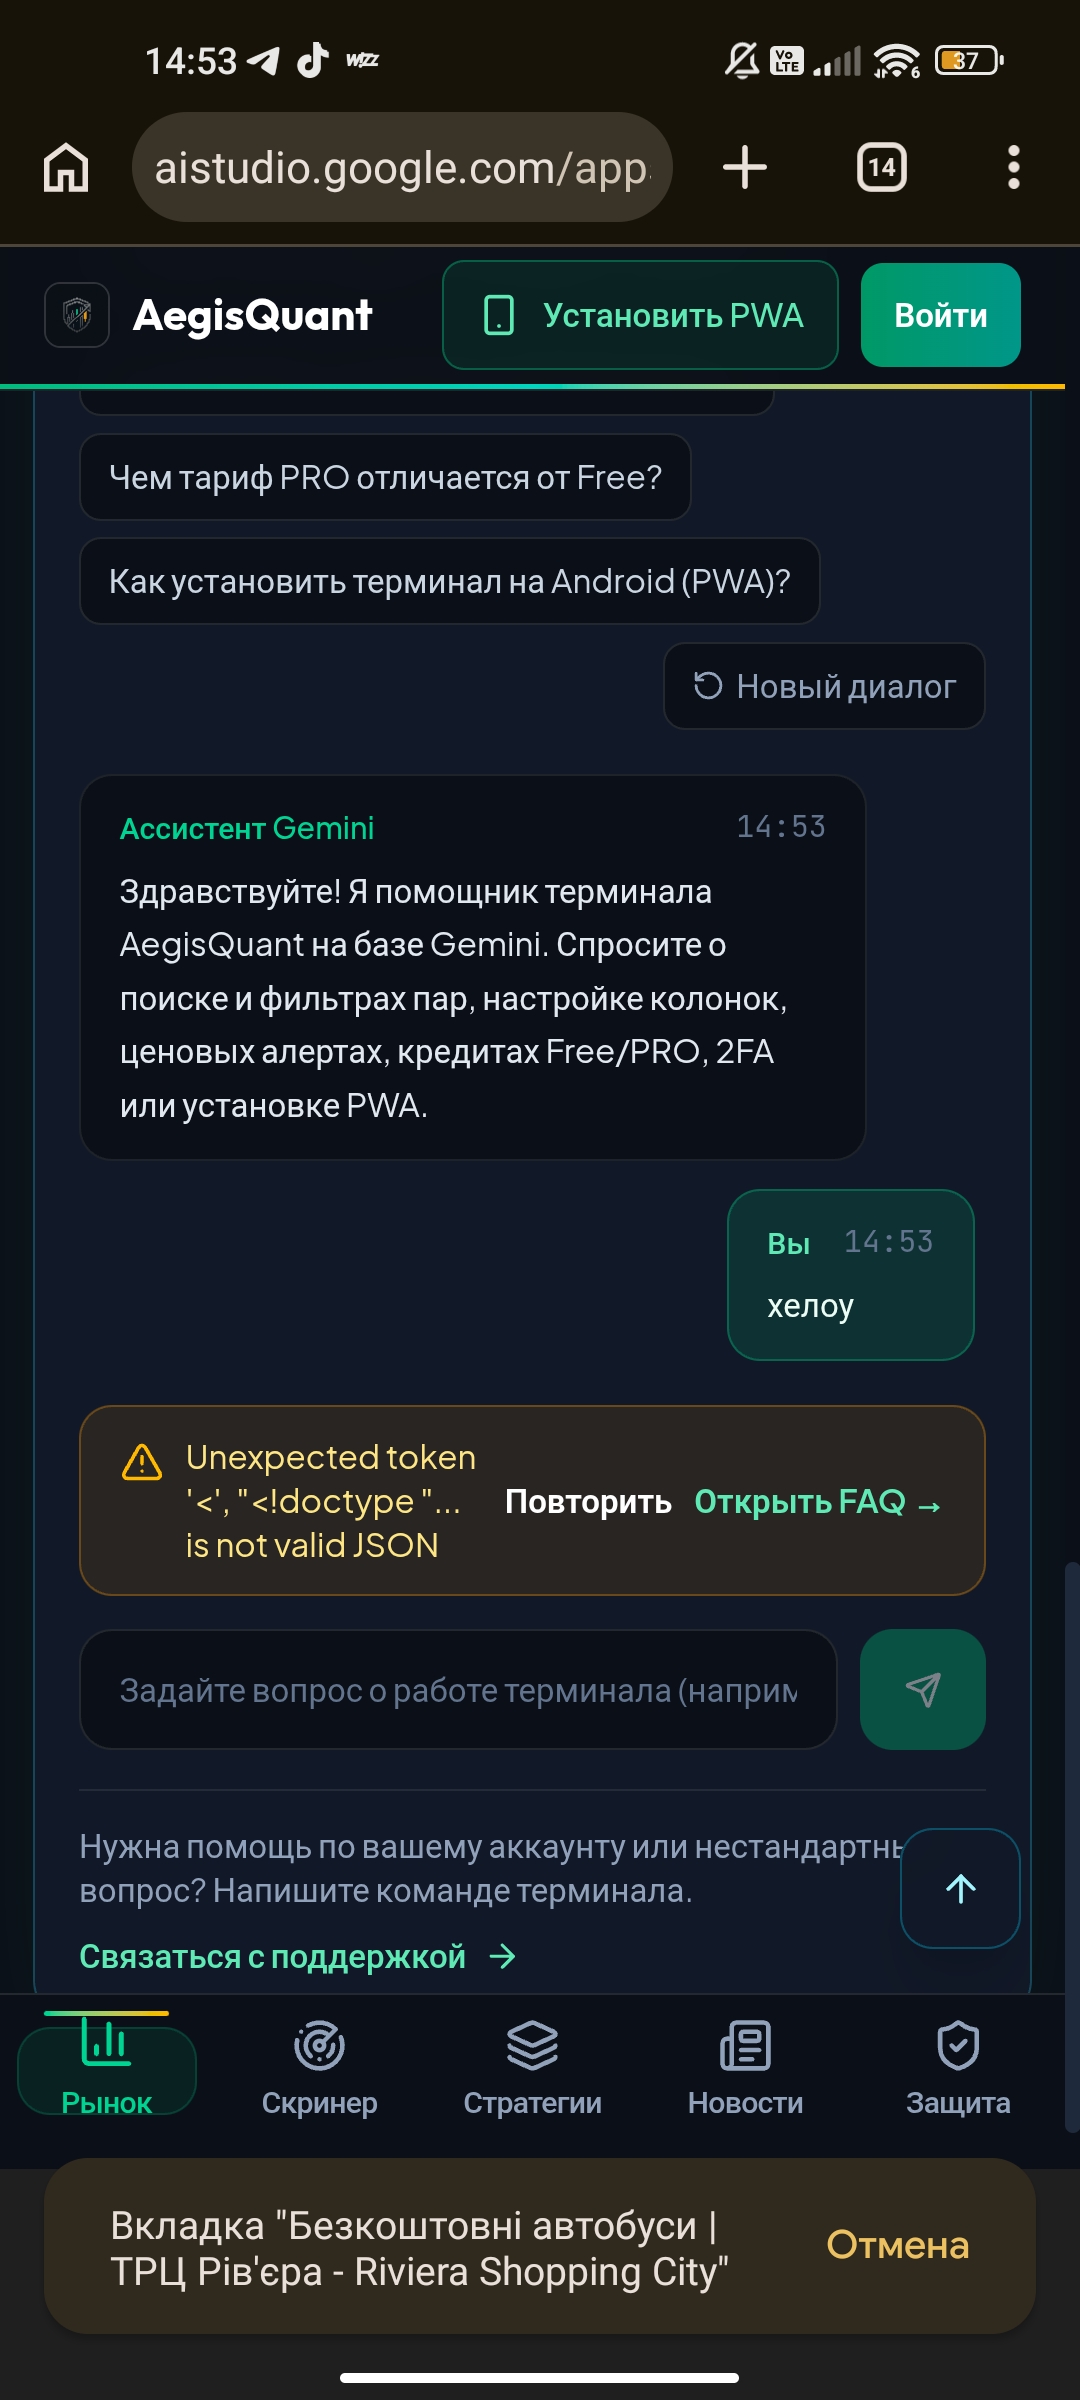 14:53
wizz
Vo LTE
6
37
aistudio.google.com/app
14
AegisQuant
Установить PWA
Войти
Чем тариф PRO отличается от Free?
Как установить терминал на Android (PWA)?
Новый диалог
Ассистент Gemini 14:53
Здравствуйте! Я помощник терминала
AegisQuant на базе Gemini. Спросите о
поиске и фильтрах пар, настройке колонок,
ценовых алертах, кредитах Free/PRO, 2FA
или установке PWA.
Вы 14:53
хелоу
Unexpected token
'<', "<!doctype "...
is not valid JSON
Повторить
Открыть FAQ →
Задайте вопрос о работе терминала (наприм
Нужна помощь по вашему аккаунту или нестандартн
вопрос? Напишите команде терминала.
Связаться с поддержкой →
Рынок
Скринер
Стратегии
Новости
Защита
Вкладка "Безкоштовні автобуси |
ТРЦ Рів'єра - Riviera Shopping City"
Отмена